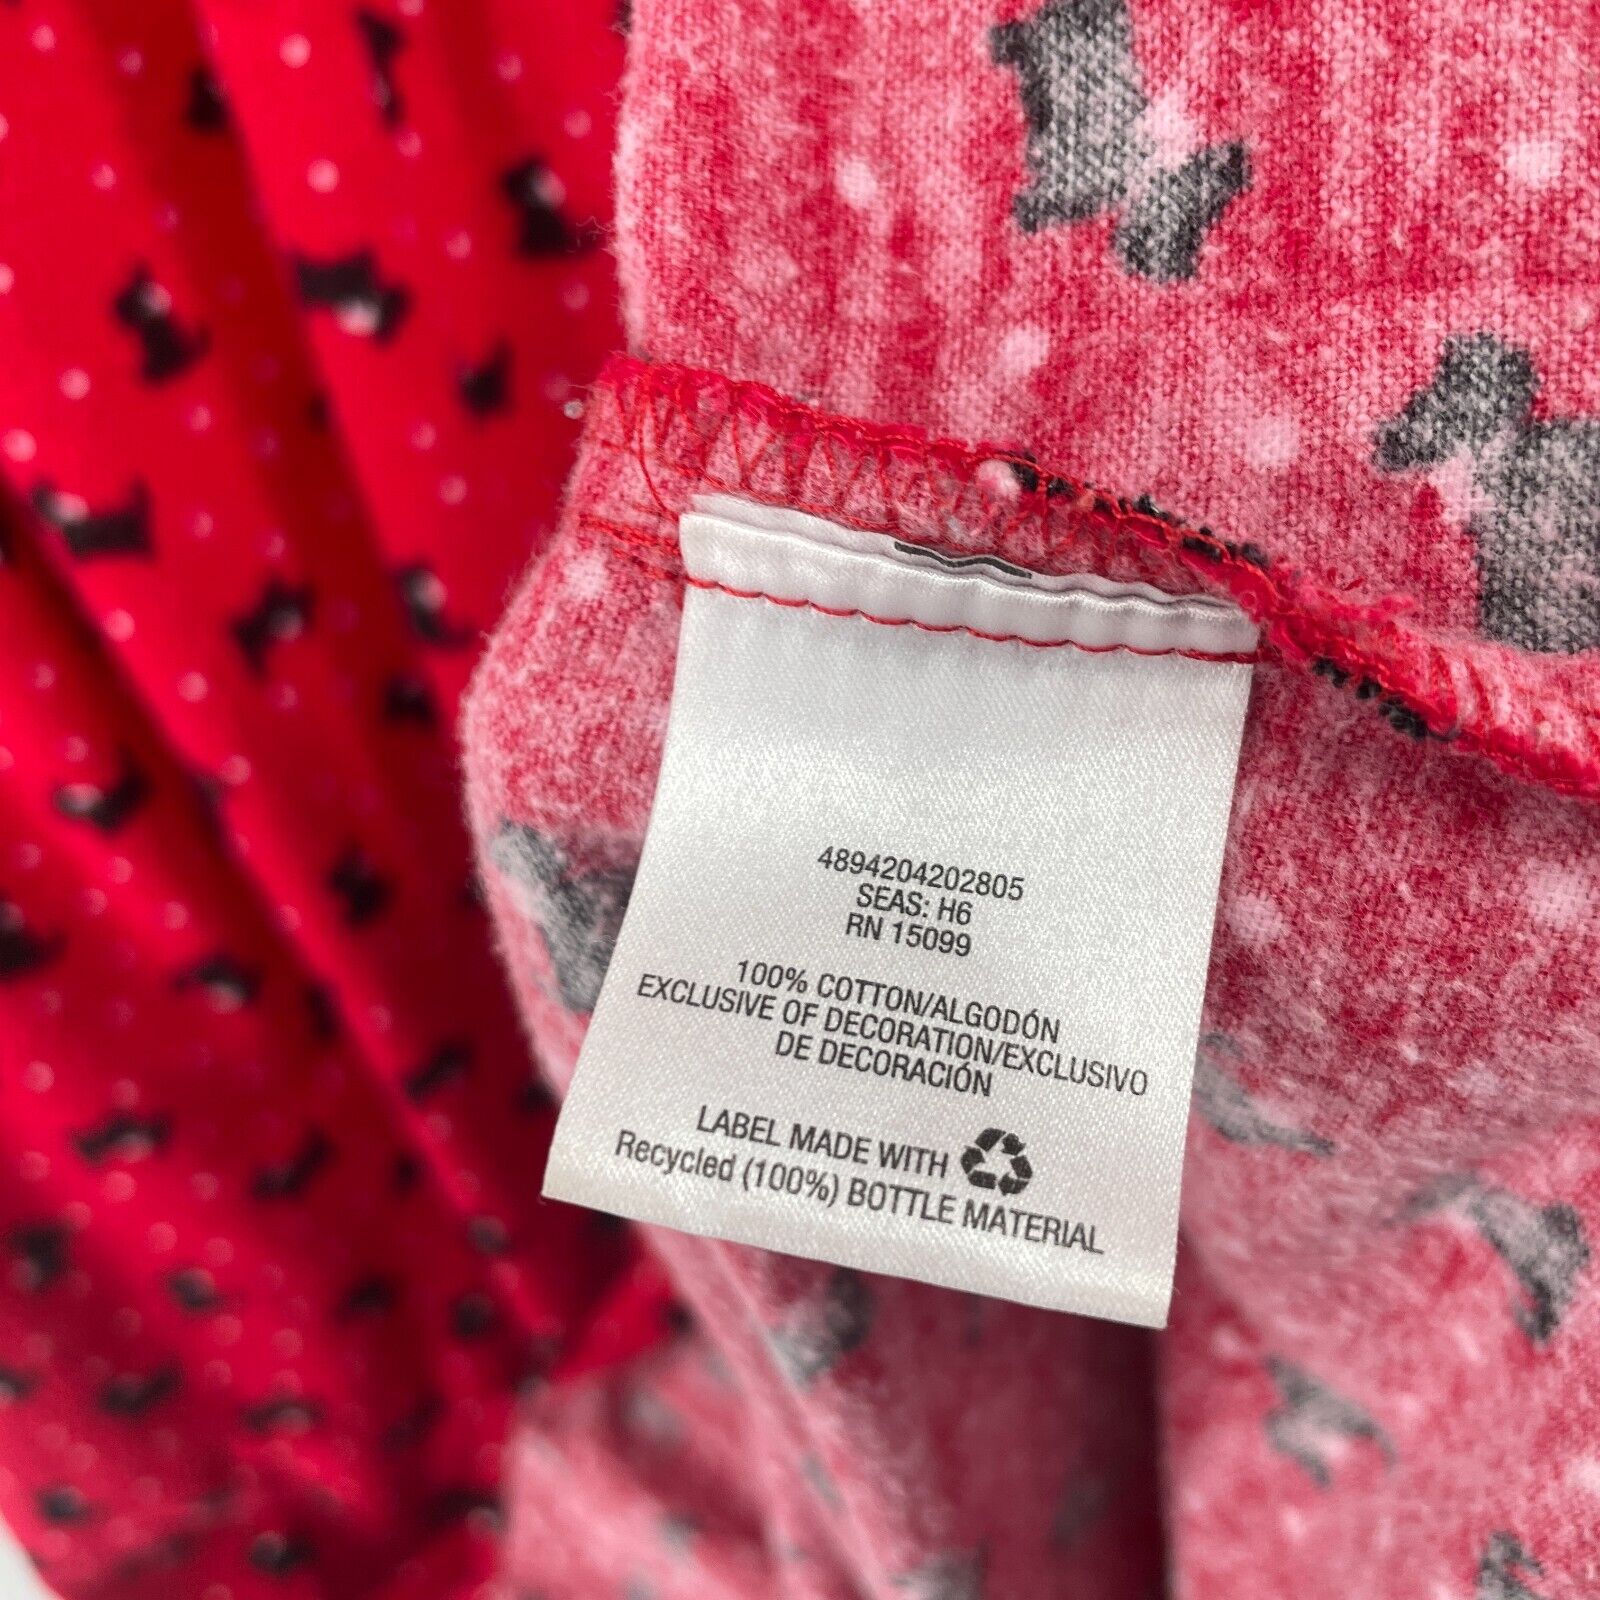 4894204202805
SEAS: H6
RN 15099
100% COTTON/ALGODÓN
EXCLUSIVE OF DECORATION/EXCLUSIVO
DE DECORACIÓN
LABEL MADE WITH
Recycled (100%) BOTTLE MATERIAL